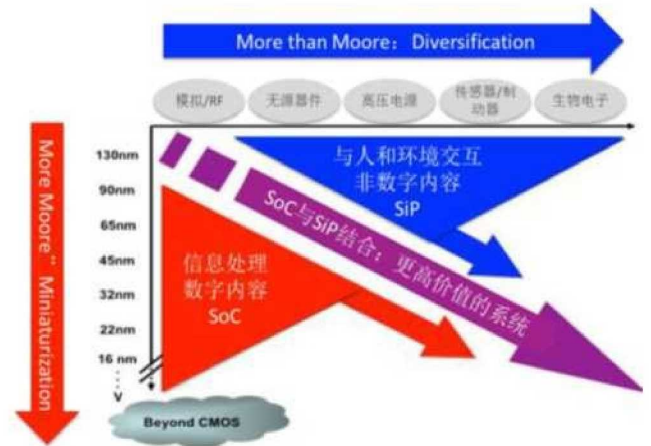 More than Moore：Diversification
模拟/RF
无源器件
高压电源
传感器/制
动器
生物电子
More Moore：Miniaturization
130nm
90nm
65nm
45nm
32nm
22nm
16 nm
V
与人和环境交互
非数字内容
SiP
SoC与SiP结合：更高价值的系统
信息处理
数字内容
SoC
Beyond CMOS